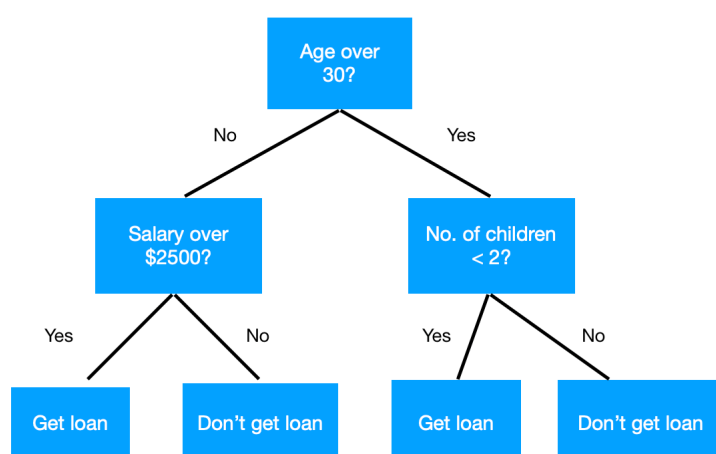 Age over
30?
No
Yes
Salary over
$2500?
No. of children
< 2?
Yes
No
Yes
No
Get loan
Don’t get loan
Get loan
Don’t get loan